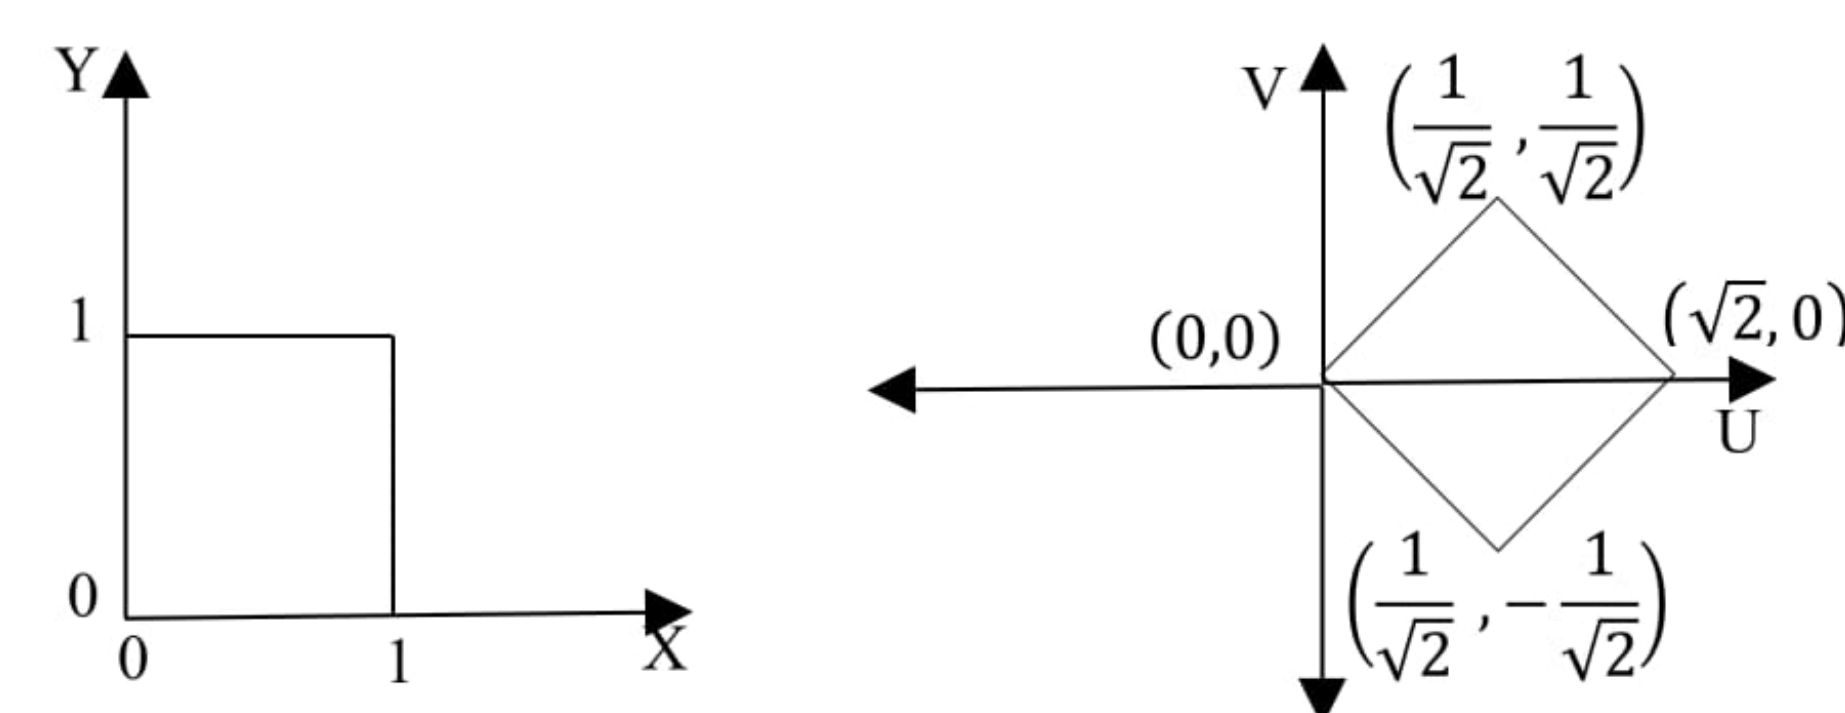 Y
1
0
0
1
X
V
(1/√2 , 1/√2)
(0,0)
(√2, 0)
U
(1/√2 , −1/√2)